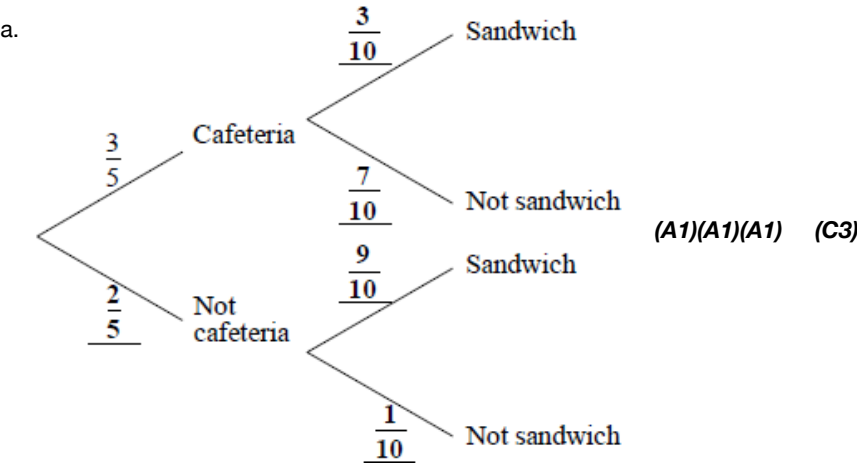 a.
3/10 Sandwich
3/5 Cafeteria
7/10 Not sandwich
(A1)(A1)(A1) (C3)
9/10 Sandwich
2/5 Not
cafeteria
1/10 Not sandwich